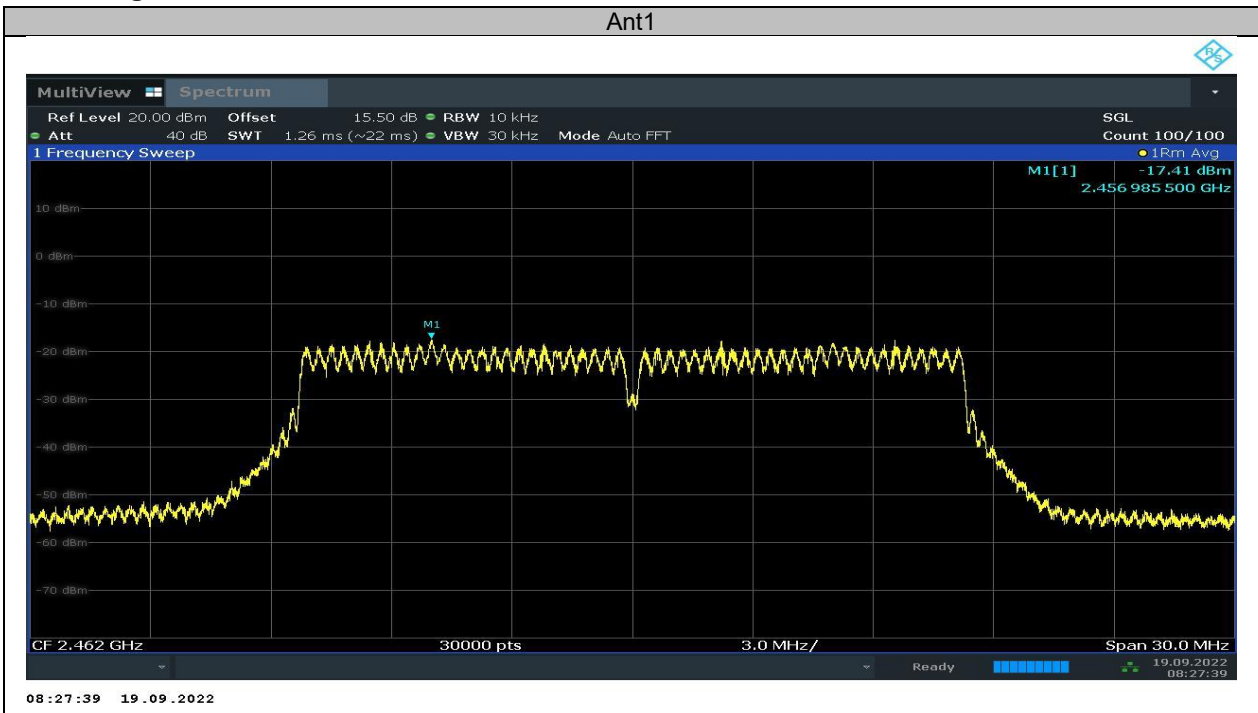 Ant1
R S
MultiView Spectrum
Ref Level 20.00 dBm Offset 15.50 dB RBW 10 kHz SGL
Att 40 dB SWT 1.26 ms (~22 ms) VBW 30 kHz Mode Auto FFT Count 100/100
1 Frequency Sweep 1Rm Avg
M1[1] -17.41 dBm
2.456 985 500 GHz
10 dBm
0 dBm
-10 dBm
M1
-20 dBm
-30 dBm
-40 dBm
-50 dBm
-60 dBm
-70 dBm
CF 2.462 GHz 30000 pts 3.0 MHz/ Span 30.0 MHz
Ready 19.09.2022
08:27:39
08:27:39 19.09.2022